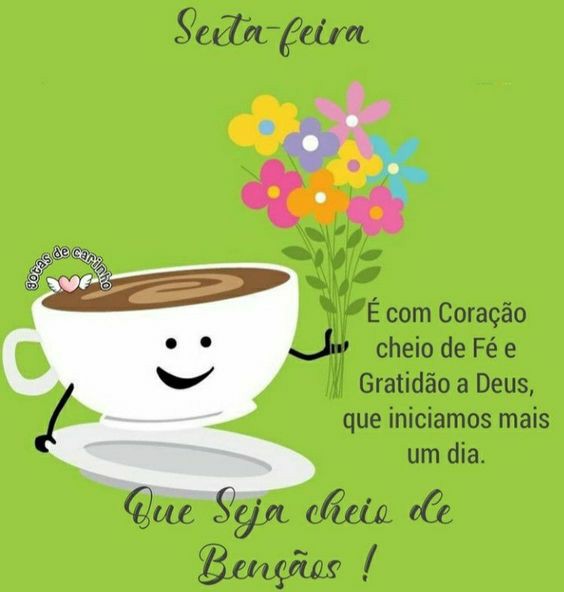 Sexta-feira
gotas de carinho
É com Coração
cheio de Fé e
Gratidão a Deus,
que iniciamos mais
um dia.
Que Seja cheio de
Bençãos !